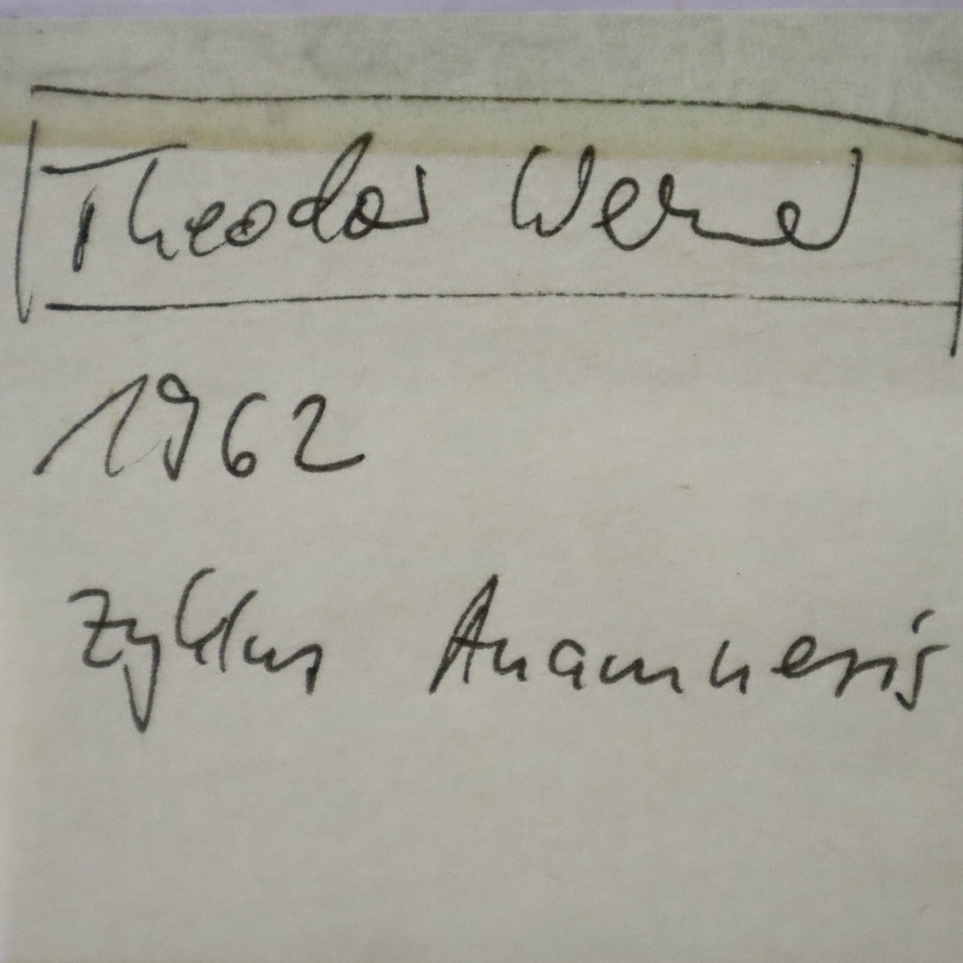 Theodor Werner
1962
Zyklus Anamnesis